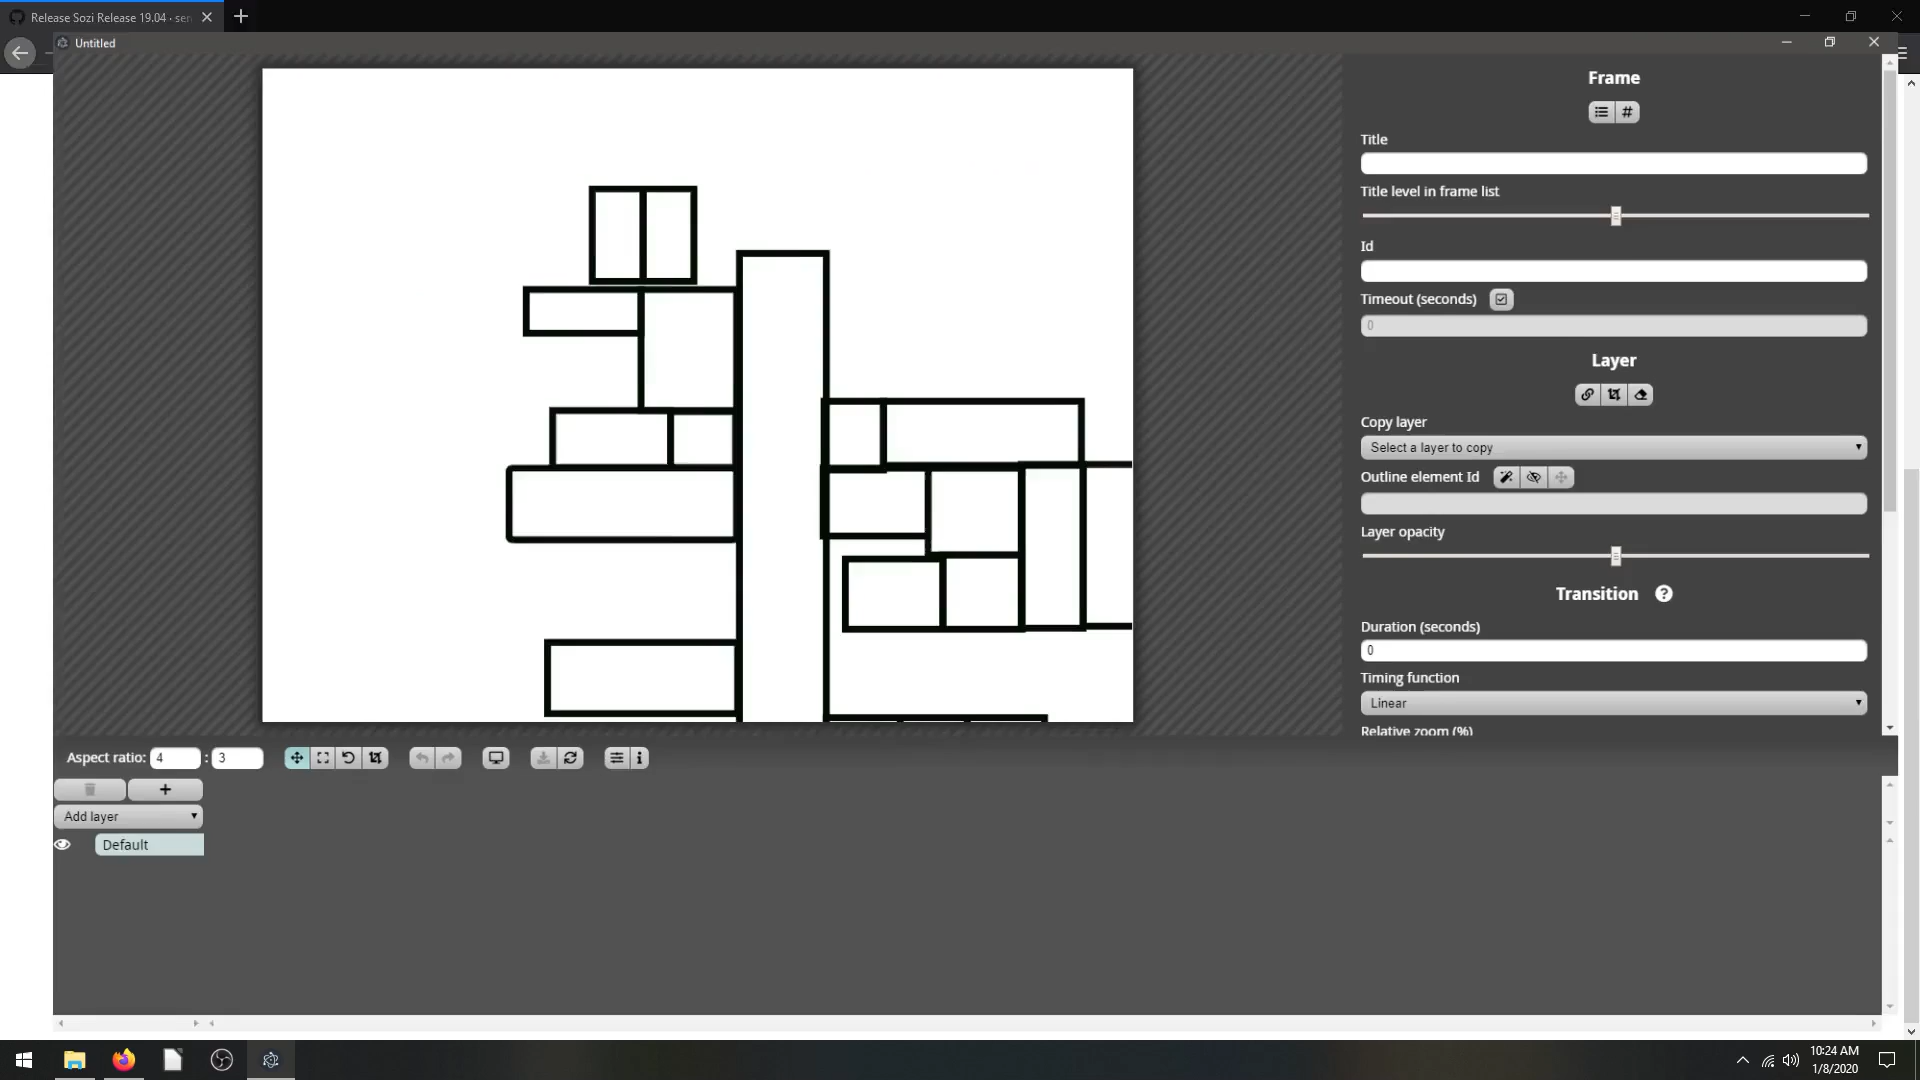 Release Sozi Release 19.04 · sen
Untitled
Frame
#
Title
Title level in frame list
Id
Timeout (seconds)
0
Layer
Copy layer
Select a layer to copy
Outline element Id
Layer opacity
Transition ?
Duration (seconds)
0
Timing function
Linear
Relative zoom (%)
Aspect ratio: 4 : 3
Add layer
Default
10:24 AM
1/8/2020